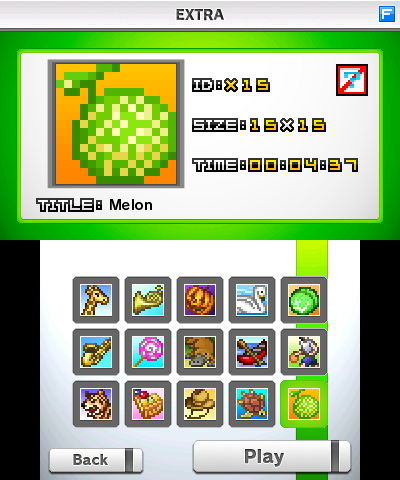 EXTRA
F
ID:X15
SIZE:15X15
TIME:00:04:37
TITLE: Melon
?
Back
Play